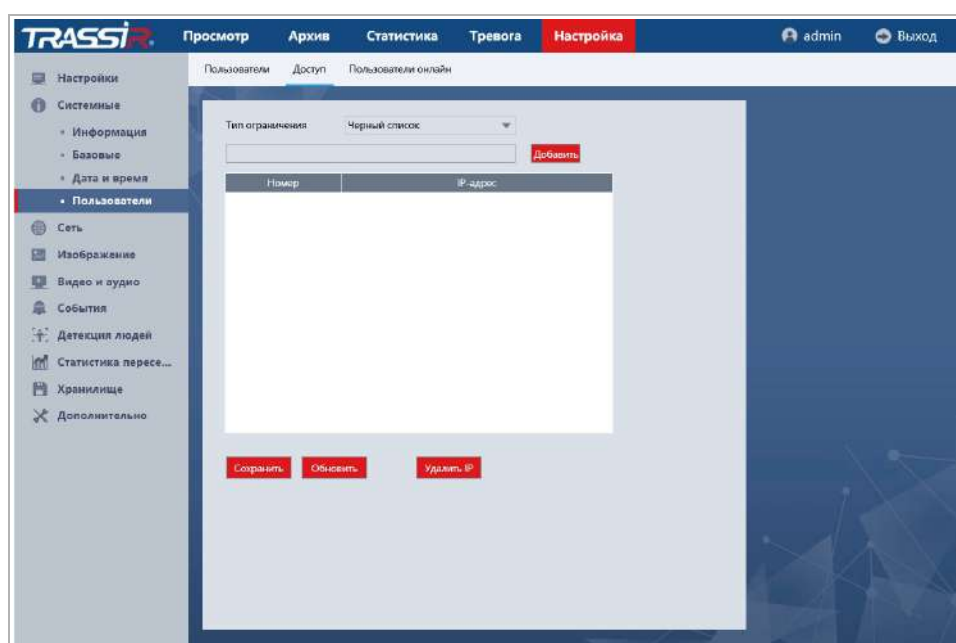 TRASSIR
Просмотр Архив Статистика Тревога Настройка admin Выход
Пользователи Доступ Пользователи онлайн
Настройки
Системные
Информация
Базовые
Дата и время
Пользователи
Сеть
Изображение
Видео и аудио
События
Детекция людей
Статистика пересе...
Хранилище
Дополнительно
Тип ограничения Черный список
Добавить
Номер IP-адрес
Сохранить Обновить Удалить IP